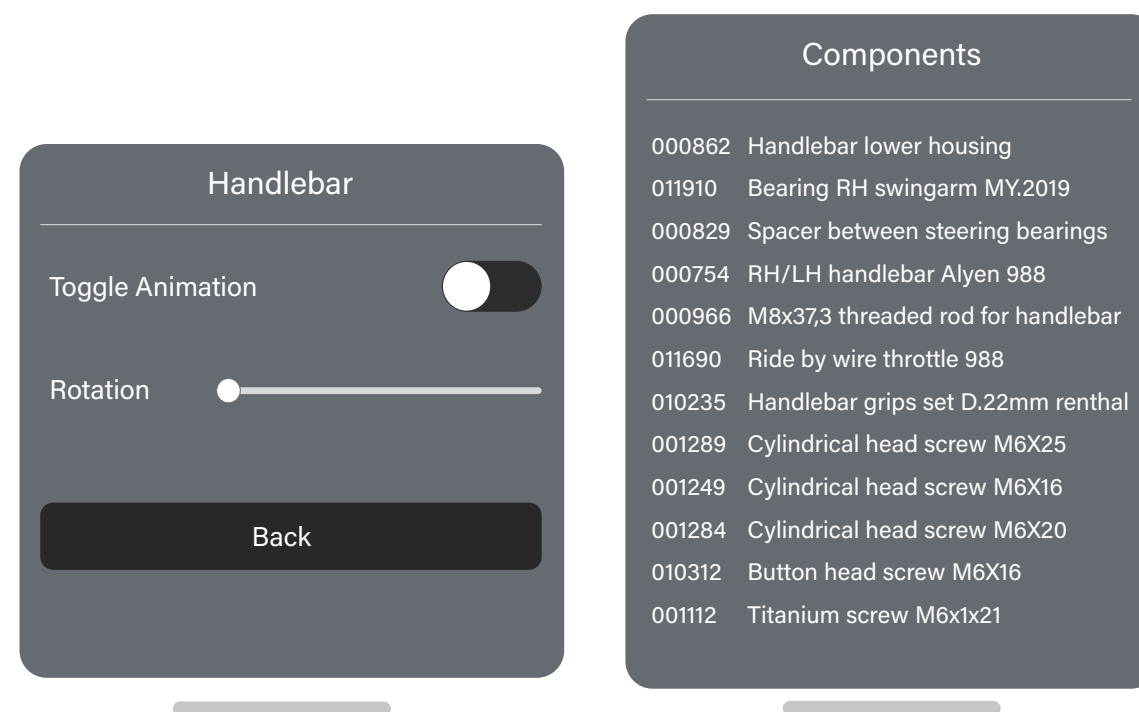 Handlebar
Toggle Animation
Rotation
Back
Components
000862 Handlebar lower housing
011910 Bearing RH swingarm MY.2019
000829 Spacer between steering bearings
000754 RH/LH handlebar Alyen 988
000966 M8x37,3 threaded rod for handlebar
011690 Ride by wire throttle 988
010235 Handlebar grips set D.22mm renthal
001289 Cylindrical head screw M6X25
001249 Cylindrical head screw M6X16
001284 Cylindrical head screw M6X20
010312 Button head screw M6X16
001112 Titanium screw M6x1x21